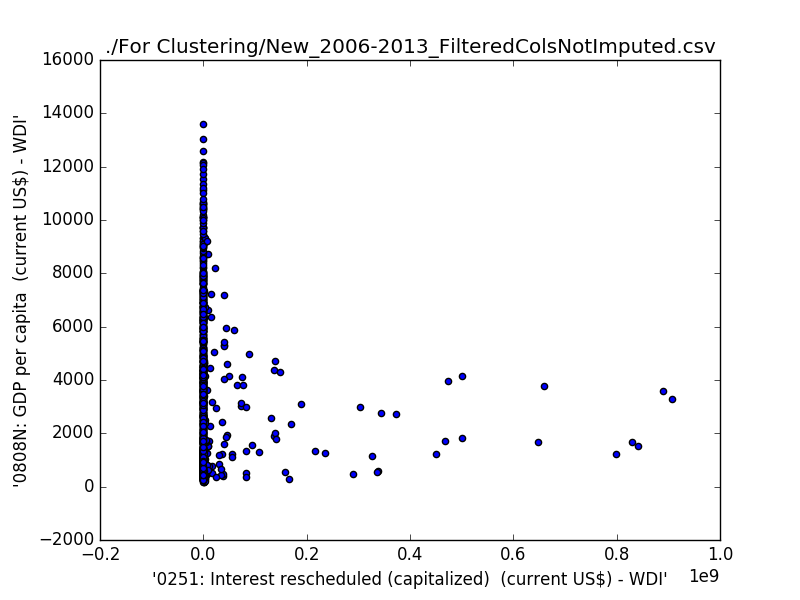 ./For Clustering/New_2006-2013_FilteredColsNotImputed.csv
16000
14000
12000
10000
8000
6000
4000
2000
0
−2000
'0808N: GDP per capita  (current US$) - WDI'
−0.2 0.0 0.2 0.4 0.6 0.8 1.0
1e9
'0251: Interest rescheduled (capitalized)  (current US$) - WDI'